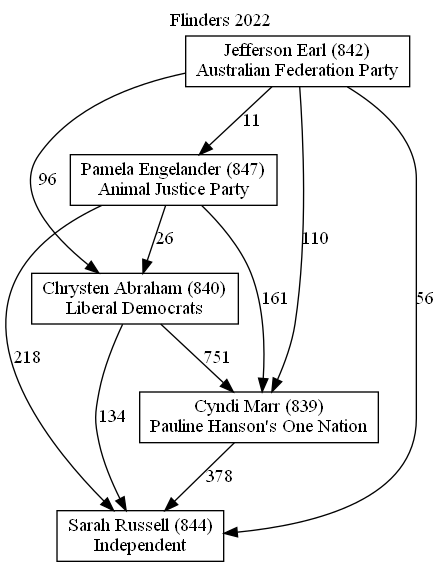 Flinders 2022
Jefferson Earl (842)
Australian Federation Party
11
Pamela Engelander (847)
Animal Justice Party
96
26
110
161
56
Chrysten Abraham (840)
Liberal Democrats
218
751
134
Cyndi Marr (839)
Pauline Hanson's One Nation
378
Sarah Russell (844)
Independent